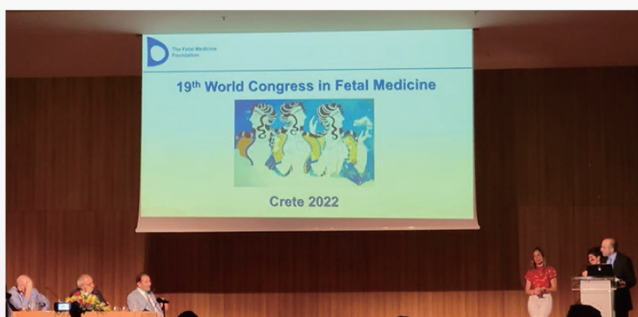 The Fetal Medicine
Foundation
19th World Congress in Fetal Medicine
Crete 2022